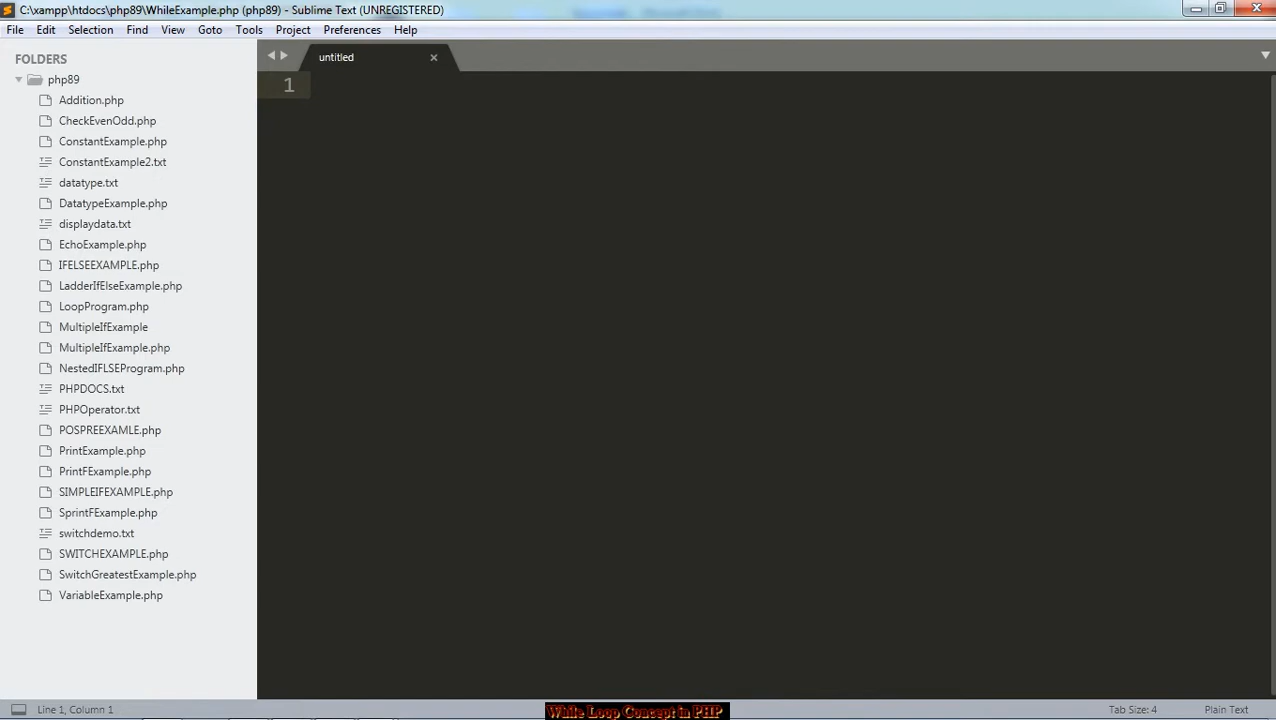 C:\xampp\htdocs\php89\WhileExample.php (php89) - Sublime Text (UNREGISTERED)
File Edit Selection Find View Goto Tools Project Preferences Help
FOLDERS
untitled
php89
1
Addition.php
CheckEvenOdd.php
ConstantExample.php
ConstantExample2.txt
datatype.txt
DatatypeExample.php
displaydata.txt
EchoExample.php
IFELSEEXAMPLE.php
LadderIfElseExample.php
LoopProgram.php
MultipleIfExample
MultipleIfExample.php
NestedIFLSEProgram.php
PHPDOCS.txt
PHPOperator.txt
POSPREEXAMLE.php
PrintExample.php
PrintFExample.php
SIMPLEIFEXAMPLE.php
SprintFExample.php
switchdemo.txt
SWITCHEXAMPLE.php
SwitchGreatestExample.php
VariableExample.php
Line 1, Column 1
While Loop Concept in PHP
Tab Size: 4
Plain Text